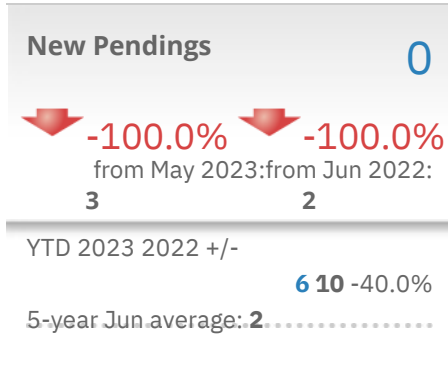 New Pendings
0
-100.0% -100.0%
from May 2023:from Jun 2022:
3 2
YTD 2023 2022 +/-
6 10 -40.0%
5-year Jun average: 2